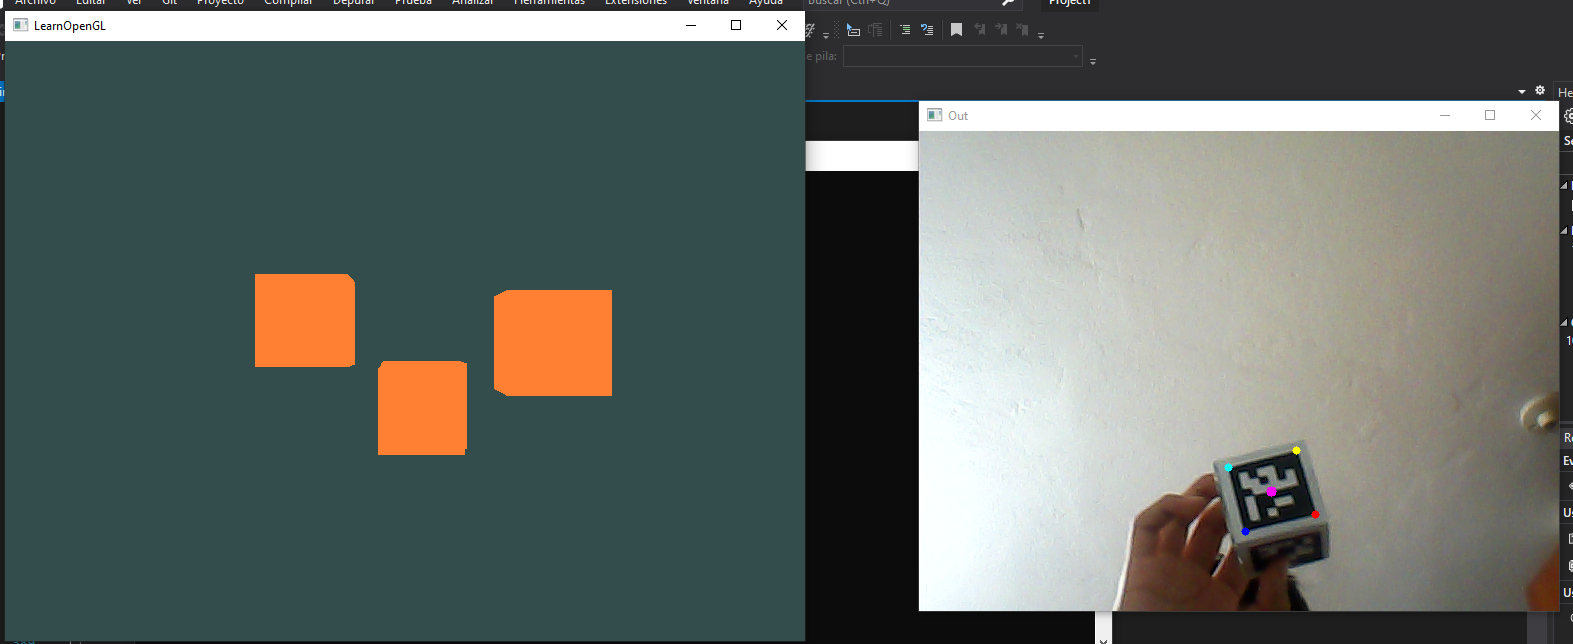 Archivo Editar Ver Git Proyecto Compilar Depurar Prueba Analizar Herramientas Extensiones Ventana Ayuda Buscar (Ctrl+Q) Project1
LearnOpenGL
e pila:
He
Out